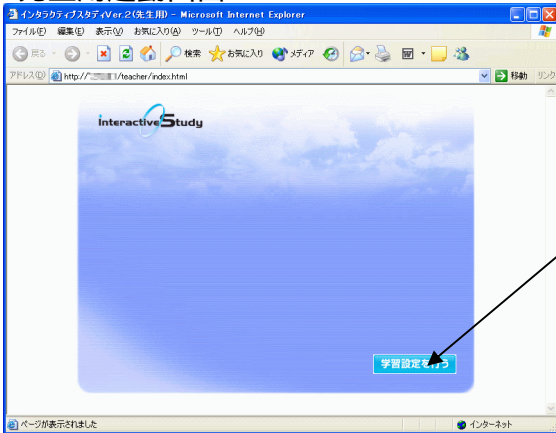 インタラクティブスタディVer.2(先生用) - Microsoft Internet Explorer
ファイル(F) 編集(E) 表示(V) お気に入り(A) ツール(T) ヘルプ(H)
戻る 検索 お気に入り メディア
アドレス(D) http:// /teacher/index.html 移動 リンク
interactive Study
学習設定を行う
ページが表示されました インターネット